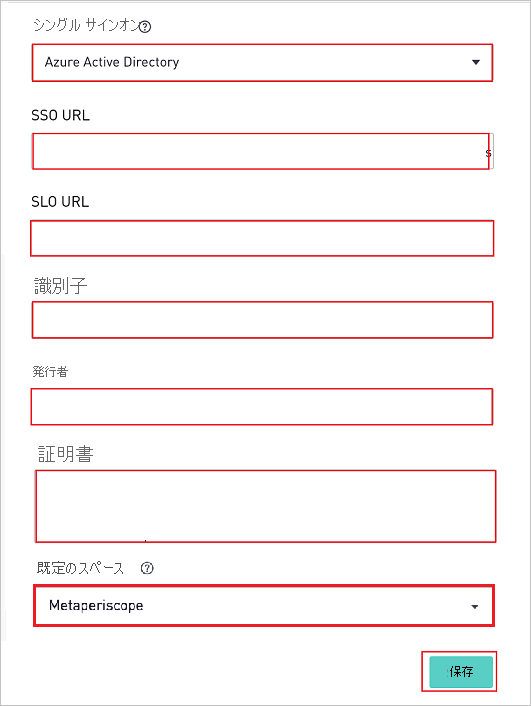 シングル サインオン
Azure Active Directory
SSO URL
s
SLO URL
識別子
発行者
証明書
既定のスペース
Metaperiscope
保存